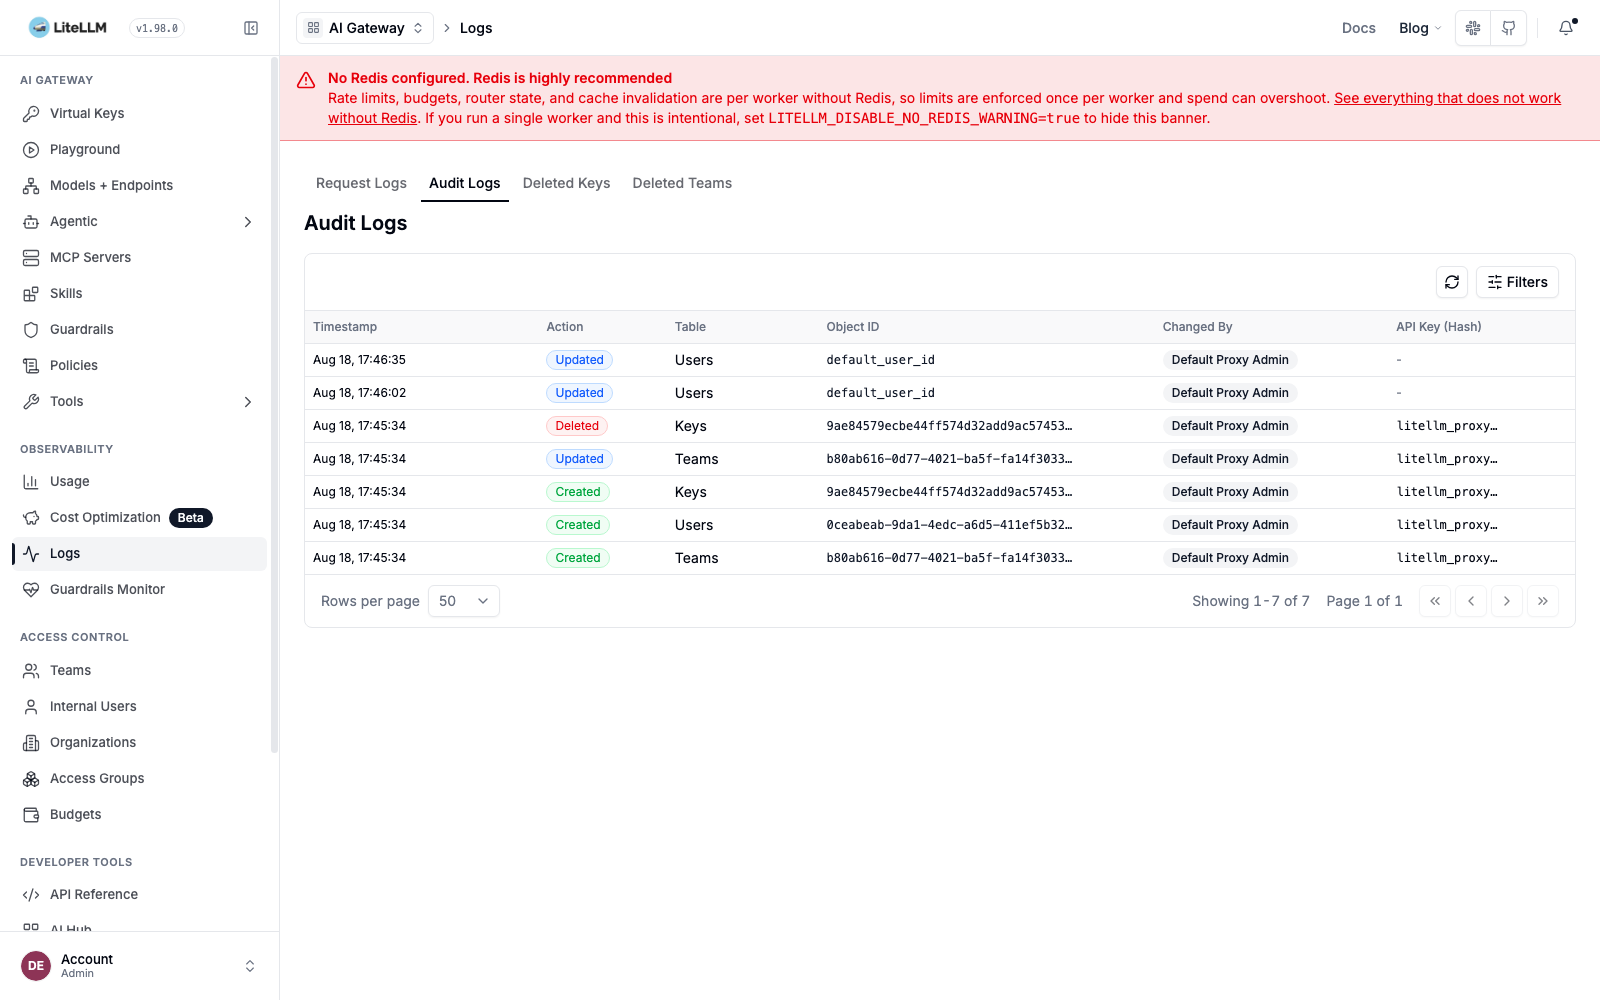 LiteLLM
v1.98.0
AI Gateway
Logs
Docs
Blog
AI GATEWAY
Virtual Keys
Playground
Models + Endpoints
Agentic
MCP Servers
Skills
Guardrails
Policies
Tools
OBSERVABILITY
Usage
Cost Optimization Beta
Logs
Guardrails Monitor
ACCESS CONTROL
Teams
Internal Users
Organizations
Access Groups
Budgets
DEVELOPER TOOLS
API Reference
AI Hub
DE
Account
Admin
No Redis configured. Redis is highly recommended
Rate limits, budgets, router state, and cache invalidation are per worker without Redis, so limits are enforced once per worker and spend can overshoot. See everything that does not work
without Redis. If you run a single worker and this is intentional, set LITELLM_DISABLE_NO_REDIS_WARNING=true to hide this banner.
Request Logs Audit Logs Deleted Keys Deleted Teams
Audit Logs
Filters
Timestamp Action Table Object ID Changed By API Key (Hash)
Aug 18, 17:46:35 Updated Users default_user_id Default Proxy Admin -
Aug 18, 17:46:02 Updated Users default_user_id Default Proxy Admin -
Aug 18, 17:45:34 Deleted Keys 9ae84579ecbe44ff574d32add9ac57453… Default Proxy Admin litellm_proxy…
Aug 18, 17:45:34 Updated Teams b80ab616-0d77-4021-ba5f-fa14f3033… Default Proxy Admin litellm_proxy…
Aug 18, 17:45:34 Created Keys 9ae84579ecbe44ff574d32add9ac57453… Default Proxy Admin litellm_proxy…
Aug 18, 17:45:34 Created Users 0ceabeab-9da1-4edc-a6d5-411ef5b32… Default Proxy Admin litellm_proxy…
Aug 18, 17:45:34 Created Teams b80ab616-0d77-4021-ba5f-fa14f3033… Default Proxy Admin litellm_proxy…
Rows per page 50 Showing 1-7 of 7 Page 1 of 1